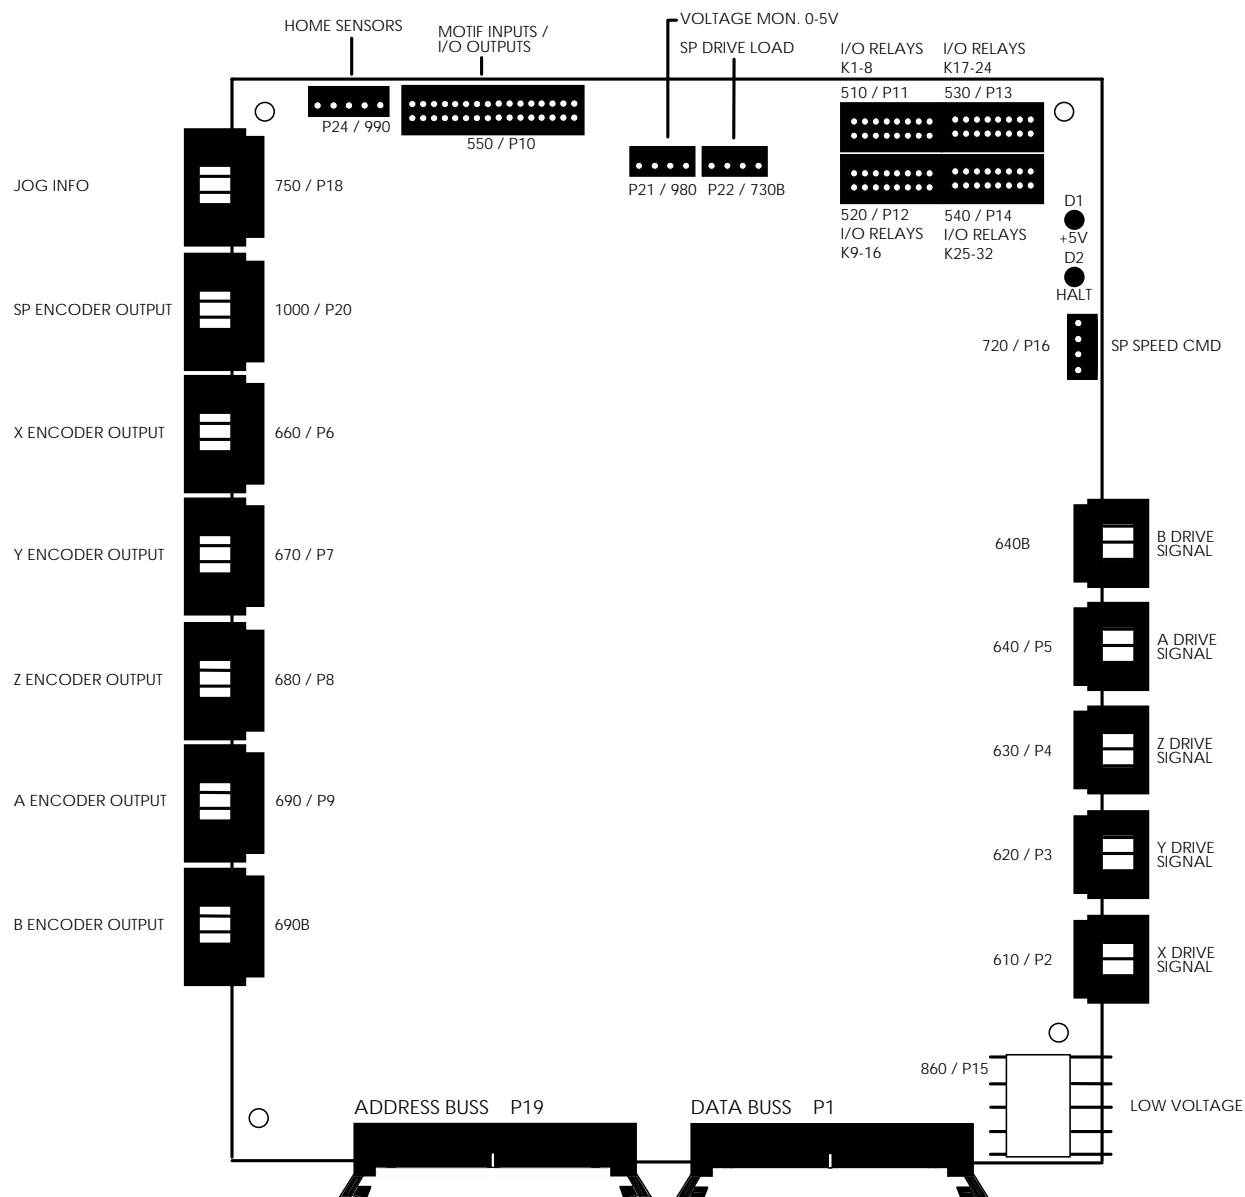 HOME SENSORS
MOTIF INPUTS /
I/O OUTPUTS
VOLTAGE MON. 0-5V
SP DRIVE LOAD
I/O RELAYS
K1-8
510 / P11
I/O RELAYS
K17-24
530 / P13
P24 / 990
550 / P10
P21 / 980
P22 / 730B
520 / P12
I/O RELAYS
K9-16
540 / P14
I/O RELAYS
K25-32
D1
+5V
D2
HALT
720 / P16
SP SPEED CMD
JOG INFO
750 / P18
SP ENCODER OUTPUT
1000 / P20
X ENCODER OUTPUT
660 / P6
Y ENCODER OUTPUT
670 / P7
Z ENCODER OUTPUT
680 / P8
A ENCODER OUTPUT
690 / P9
B ENCODER OUTPUT
690B
640B
B DRIVE
SIGNAL
640 / P5
A DRIVE
SIGNAL
630 / P4
Z DRIVE
SIGNAL
620 / P3
Y DRIVE
SIGNAL
610 / P2
X DRIVE
SIGNAL
860 / P15
LOW VOLTAGE
ADDRESS BUSS P19
DATA BUSS P1